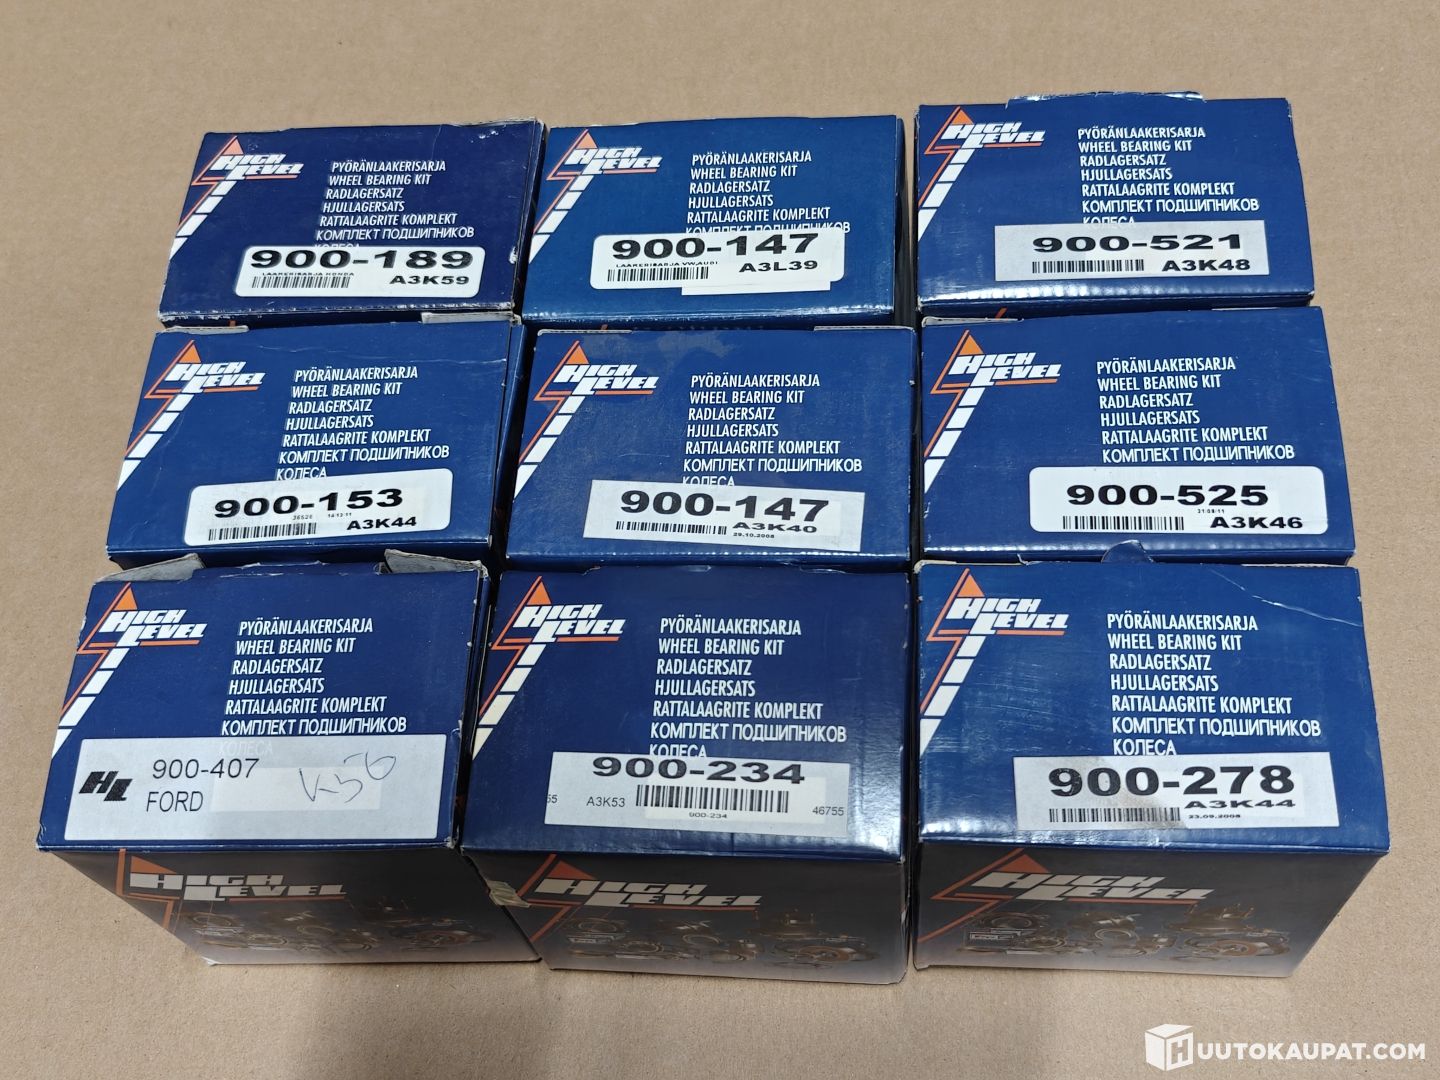 HIGH
LEVEL
PYÖRÄNLAAKERISARJA
WHEEL BEARING KIT
RADLAGERSATZ
HJULLAGERSATS
RATTALAAGRITE KOMPLEKT
КОМПЛЕКТ ПОДШИПНИКОВ
900-189
LAAKERISARJA HONDA
A3K59
HIGH
LEVEL
PYÖRÄNLAAKERISARJA
WHEEL BEARING KIT
RADLAGERSATZ
HJULLAGERSATS
RATTALAAGRITE KOMPLEKT
КОМПЛЕКТ ПОДШИПНИКОВ
900-147
LAAKERISARJA VW,AUDI
A3L39
HIGH
LEVEL
PYÖRÄNLAAKERISARJA
WHEEL BEARING KIT
RADLAGERSATZ
HJULLAGERSATS
RATTALAAGRITE KOMPLEKT
КОМПЛЕКТ ПОДШИПНИКОВ
КОЛЕСА
900-521
A3K48
HIGH
LEVEL
PYÖRÄNLAAKERISARJA
WHEEL BEARING KIT
RADLAGERSATZ
HJULLAGERSATS
RATTALAAGRITE KOMPLEKT
КОМПЛЕКТ ПОДШИПНИКОВ
КОЛЕСА
900-153
A3K44
HIGH
LEVEL
PYÖRÄNLAAKERISARJA
WHEEL BEARING KIT
RADLAGERSATZ
HJULLAGERSATS
RATTALAAGRITE KOMPLEKT
КОМПЛЕКТ ПОДШИПНИКОВ
КОЛЕСА
900-147
A3K40
29.10.2008
HIGH
LEVEL
PYÖRÄNLAAKERISARJA
WHEEL BEARING KIT
RADLAGERSATZ
HJULLAGERSATS
RATTALAAGRITE KOMPLEKT
КОМПЛЕКТ ПОДШИПНИКОВ
900-525
A3K46
HIGH
LEVEL
PYÖRÄNLAAKERISARJA
WHEEL BEARING KIT
RADLAGERSATZ
HJULLAGERSATS
RATTALAAGRITE KOMPLEKT
КОМПЛЕКТ ПОДШИПНИКОВ
КОЛЕСА
HL
900-407
FORD
K56
HIGH
LEVEL
HIGH
LEVEL
PYÖRÄNLAAKERISARJA
WHEEL BEARING KIT
RADLAGERSATZ
HJULLAGERSATS
RATTALAAGRITE KOMPLEKT
КОМПЛЕКТ ПОДШИПНИКОВ
КОЛЕСА
900-234
55 A3K53 46755
900-234
HIGH
LEVEL
HIGH
LEVEL
PYÖRÄNLAAKERISARJA
WHEEL BEARING KIT
RADLAGERSATZ
HJULLAGERSATS
RATTALAAGRITE KOMPLEKT
КОМПЛЕКТ ПОДШИПНИКОВ
КОЛЕСА
900-278
A3K44
23.09.2008
HIGH
LEVEL
HUUTOKAUPAT.COM